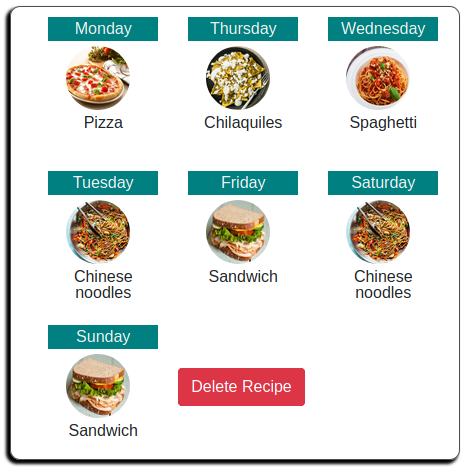 Monday
Pizza
Thursday
Chilaquiles
Wednesday
Spaghetti
Tuesday
Chinese
noodles
Friday
Sandwich
Saturday
Chinese
noodles
Sunday
Sandwich
Delete Recipe